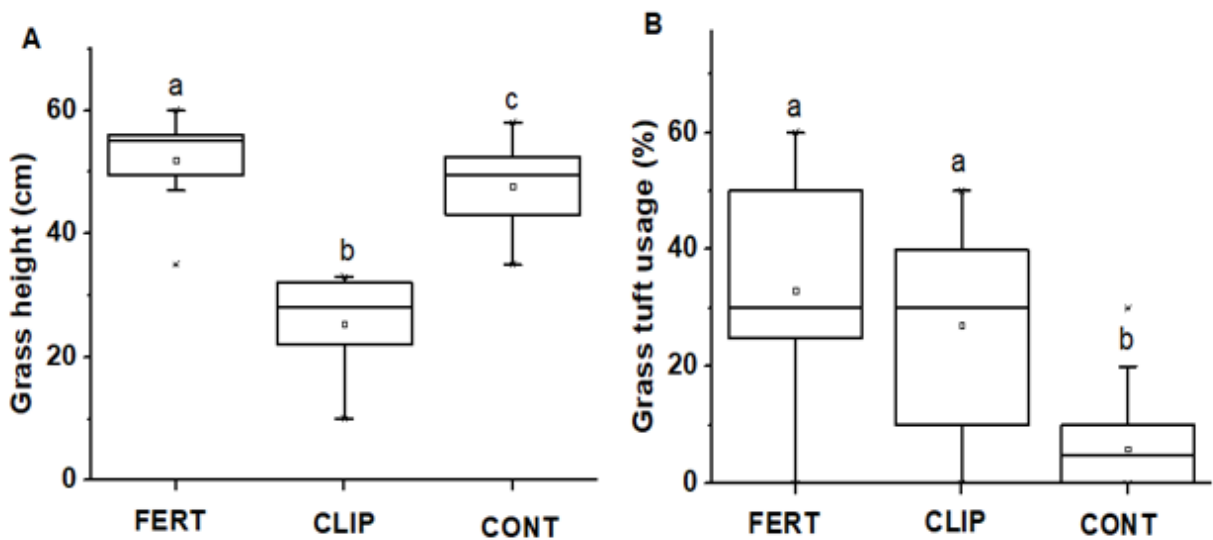 A
Grass height (cm)
60
40
20
0
a
b
c
FERT CLIP CONT
B
Grass tuft usage (%)
60
40
20
0
a
a
b
FERT CLIP CONT